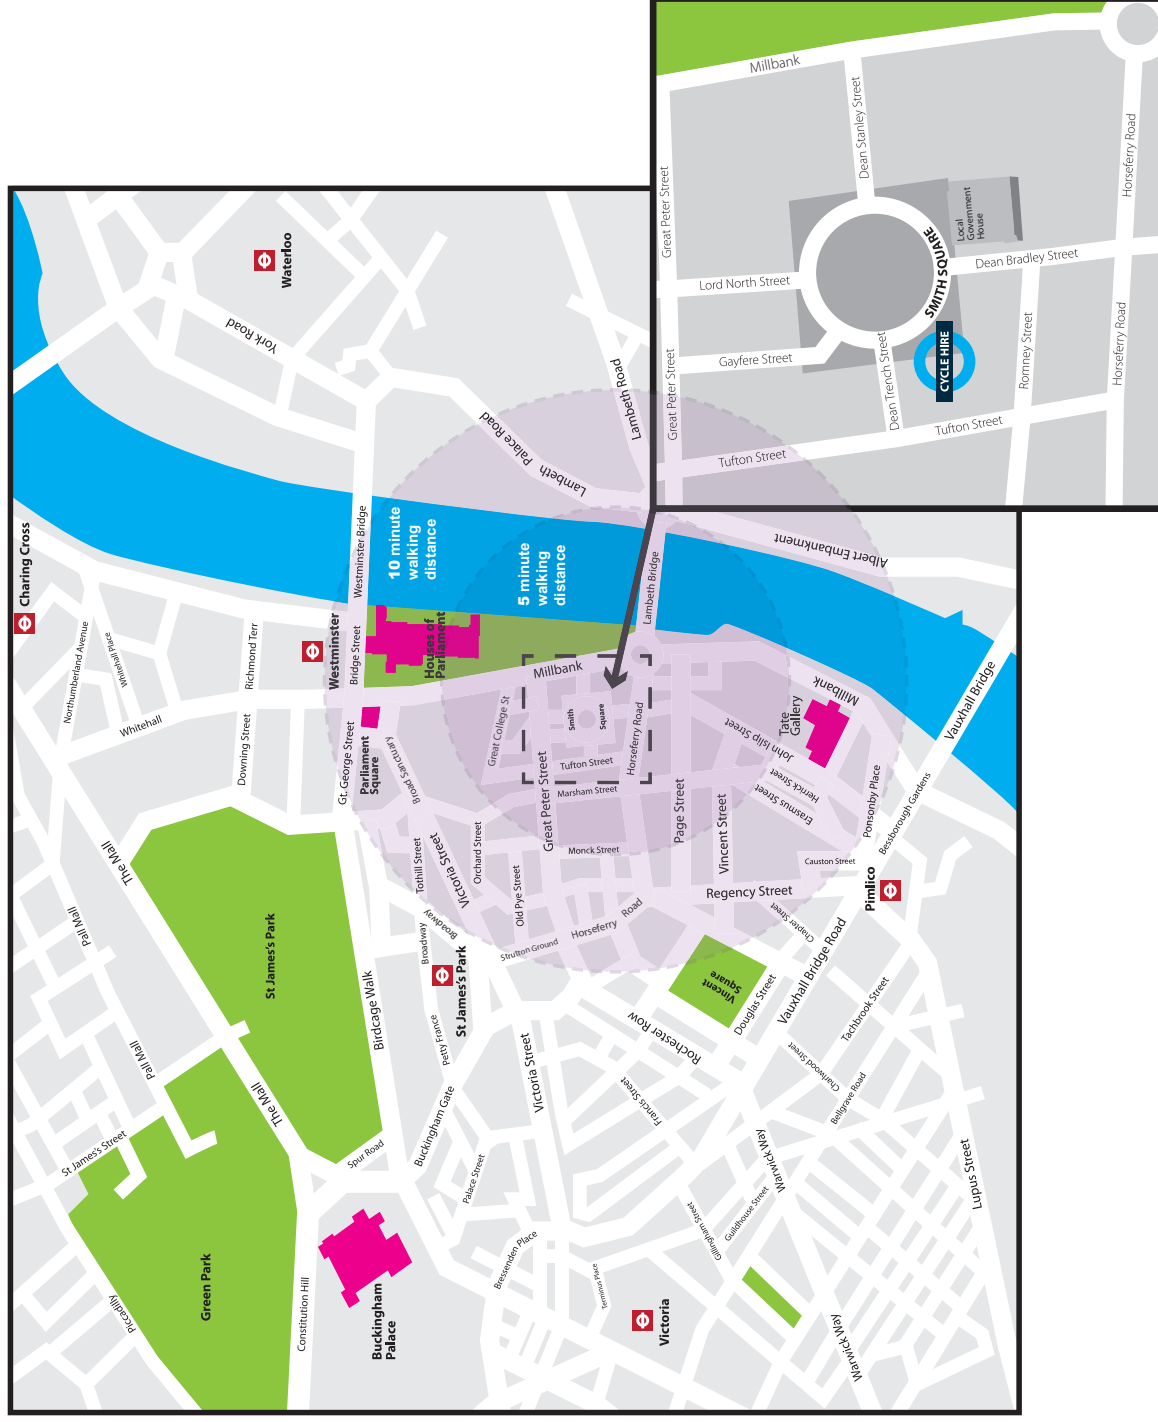 Millbank
Dean Stanley Street
Horseferry Road
Great Peter Street
Local
Government
House
SMITH SQUARE
Dean Bradley Street
Lord North Street
Gayfere Street
Great Peter Street
Dean Trench Street
CYCLE HIRE
Romney Street
Horseferry Road
Tufton Street
Tufton Street
Waterloo
York Road
Lambeth Road
Lambeth
Palace Road
Albert Embankment
Charing Cross
Westminster Bridge
10 minute
walking
distance
5 minute
walking
distance
Lambeth Bridge
Northumberland Avenue
Whitehall Place
Richmond Terr
Westminster
Bridge Street
Houses of
Parliament
Millbank
Millbank
Vauxhall Bridge
Whitehall
Downing Street
Gt. George Street
Parliament
Square
Broad Sanctuary
Great College St
Smith
Square
Tufton Street
Horseferry Road
Marsham Street
Great Peter Street
John Islip Street
Tate
Gallery
Herrick Street
Erasmus Street
Ponsonby Place
Bessborough Gardens
Page Street
Vincent Street
Monck Street
Causton Street
Pimlico
Regency Street
The Mall
Pall Mall
St James's Park
Tothill Street
Victoria Street
Orchard Street
Old Pye Street
Broadway
Broadway
Strutton Ground
Horseferry
Road
Chapter Street
Vauxhall Bridge Road
St James's Park
Birdcage Walk
Petty France
Vincent
Square
Douglas Street
Rochester Row
Tachbrook Street
Charlwood Street
Bellgrave Road
Pall Mall
The Mall
St James's Street
Spur Road
Buckingham Gate
Victoria Street
Francis Street
Palace Street
Warwick Way
Lupus Street
Guildhouse Street
Gillingham Street
Green Park
Piccadilly
Constitution Hill
Buckingham
Palace
Bressenden Place
Terminus Place
Victoria
Warwick Way